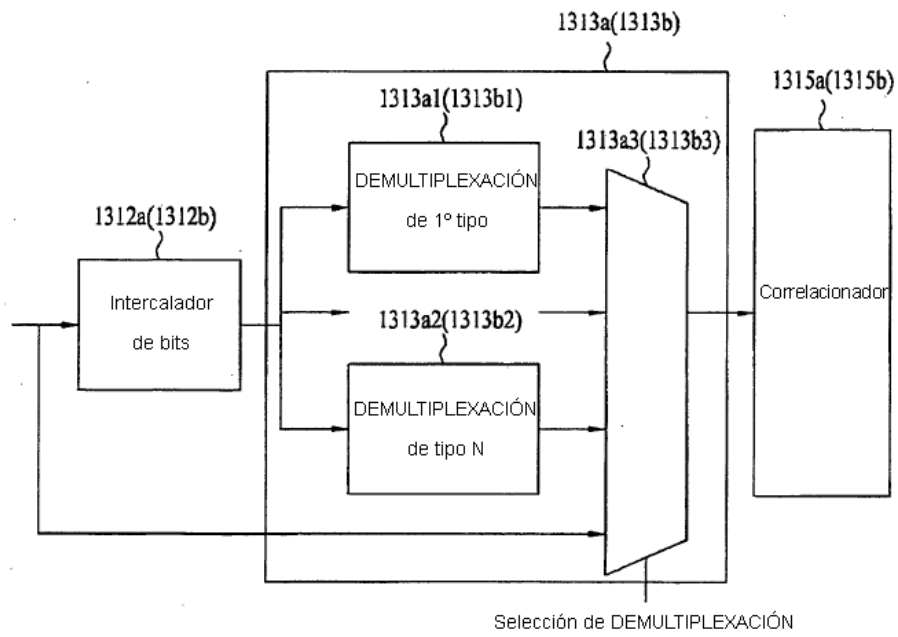 1313a(1313b)
1315a(1315b)
1313a1(1313b1)
1313a3(1313b3)
DEMULTIPLEXACIÓN
de 1º tipo
1312a(1312b)
Intercalador
de bits
Correlacionador
1313a2(1313b2)
DEMULTIPLEXACIÓN
de tipo N
Selección de DEMULTIPLEXACIÓN